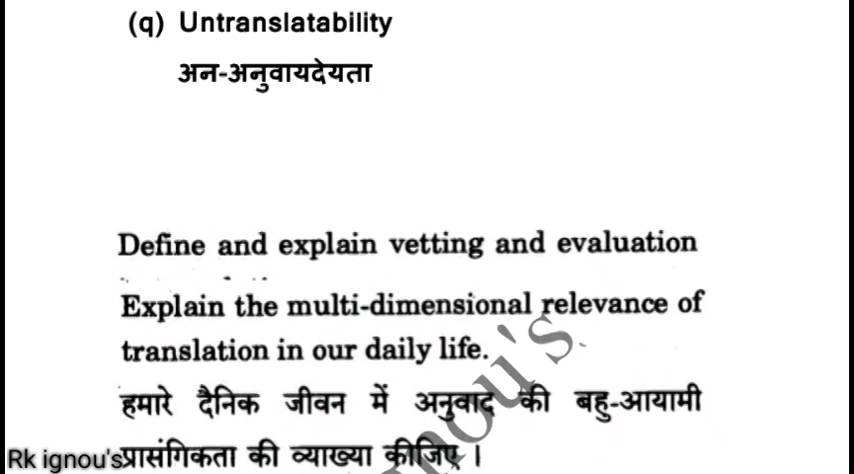 (q) Untranslatability
अन-अनुवायदेयता
Define and explain vetting and evaluation
Explain the multi-dimensional relevance of
translation in our daily life.
हमारे दैनिक जीवन में अनुवाद की बहु-आयामी
प्रासंगिकता की व्याख्या कीजिए ।
Rk ignou's
nou's